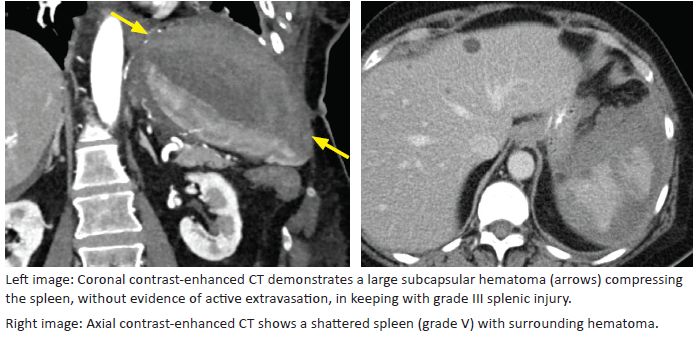 Left image: Coronal contrast-enhanced CT demonstrates a large subcapsular hematoma (arrows) compressing
the spleen, without evidence of active extravasation, in keeping with grade III splenic injury.
Right image: Axial contrast-enhanced CT shows a shattered spleen (grade V) with surrounding hematoma.